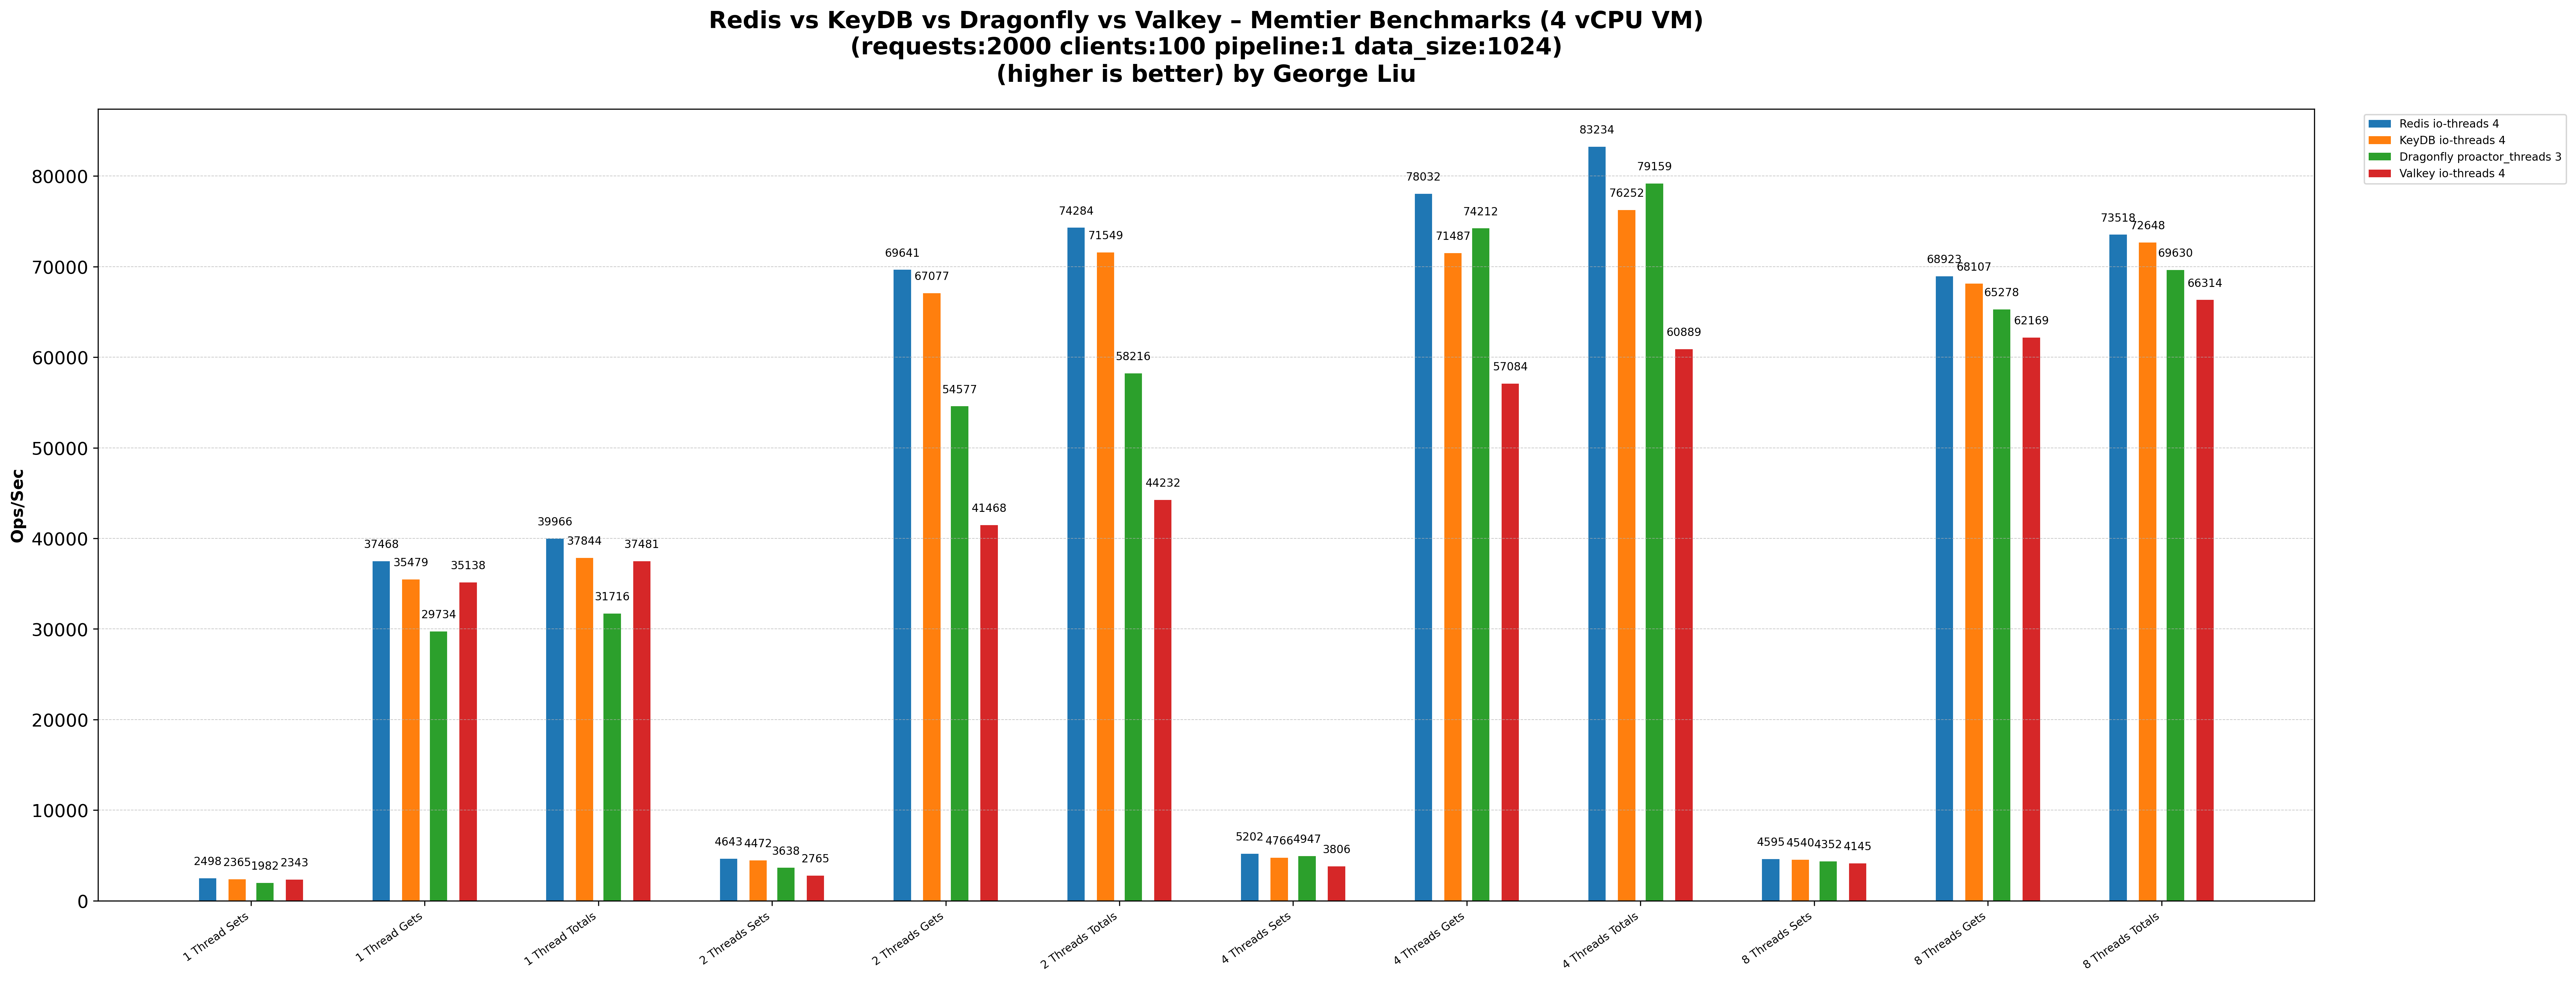 Redis vs KeyDB vs Dragonfly vs Valkey – Memtier Benchmarks (4 vCPU VM)
(requests:2000 clients:100 pipeline:1 data_size:1024)
(higher is better) by George Liu
Redis io-threads 4
KeyDB io-threads 4
Dragonfly proactor_threads 3
Valkey io-threads 4
Ops/Sec
80000
70000
60000
50000
40000
30000
20000
10000
0
2498 2365 1982 2343
37468 35479 29734 35138
39966 37844 31716 37481
4643 4472 3638 2765
69641 67077 54577 41468
74284 71549 58216 44232
5202 4766 4947 3806
78032 71487 74212 57084
83234 76252 79159 60889
4595 4540 4352 4145
68923 68107 65278 62169
73518 72648 69630 66314
1 Thread Sets
1 Thread Gets
1 Thread Totals
2 Threads Sets
2 Threads Gets
2 Threads Totals
4 Threads Sets
4 Threads Gets
4 Threads Totals
8 Threads Sets
8 Threads Gets
8 Threads Totals